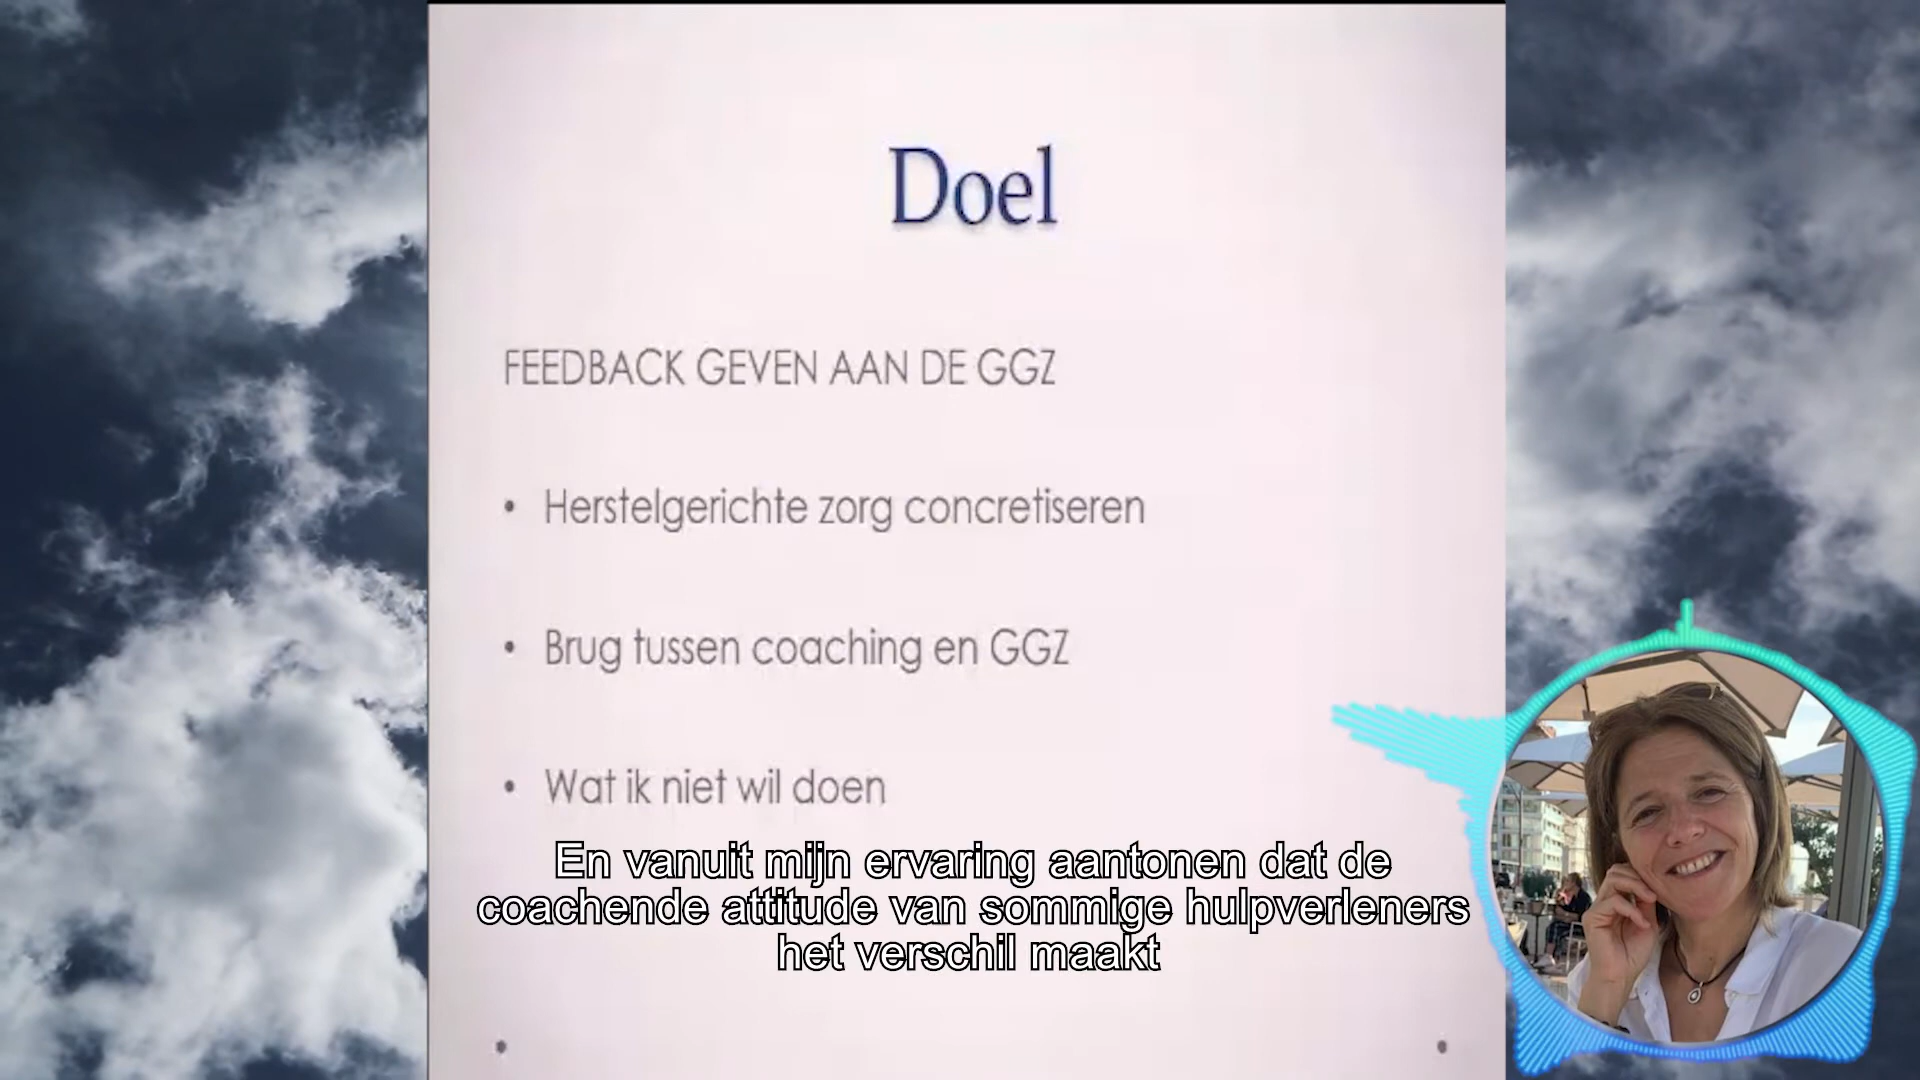 Doel
FEEDBACK GEVEN AAN DE GGZ
• Herstelgerichte zorg concretiseren
• Brug tussen coaching en GGZ
• Wat ik niet wil doen
En vanuit mijn ervaring aantonen dat de
coachende attitude van sommige hulpverleners
het verschil maakt